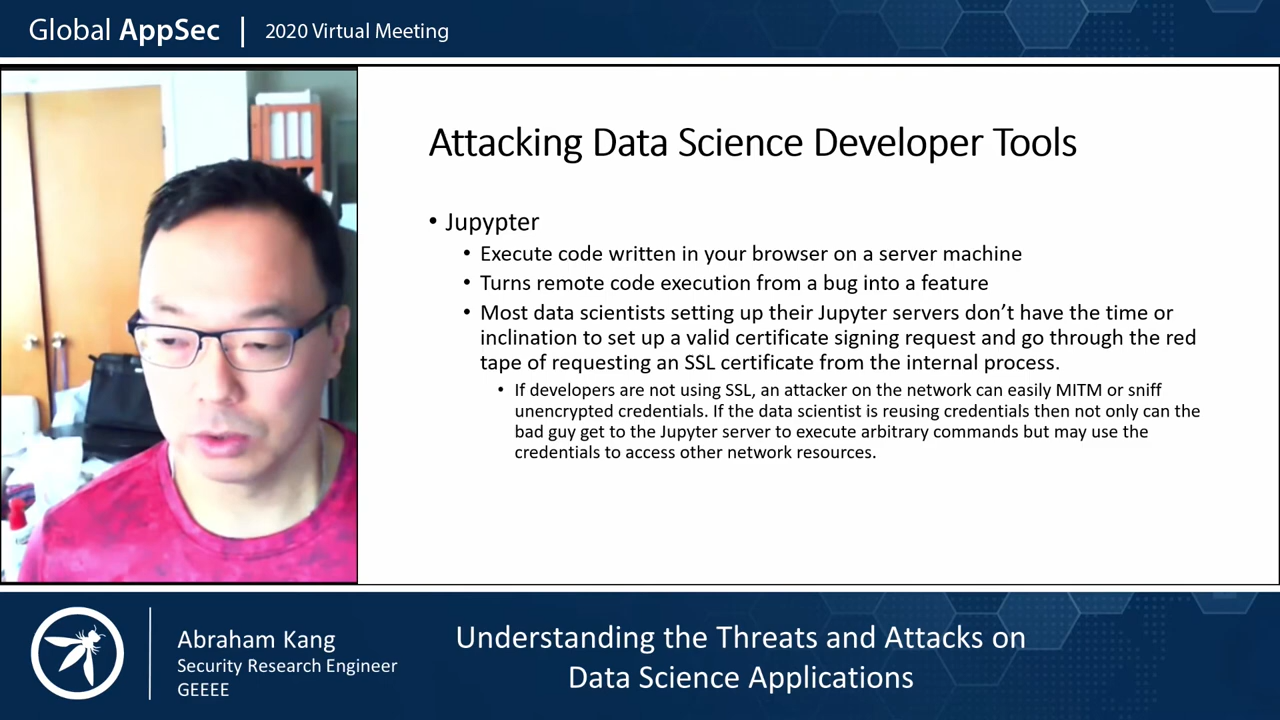 Global AppSec | 2020 Virtual Meeting
Attacking Data Science Developer Tools
• Jupypter
• Execute code written in your browser on a server machine
• Turns remote code execution from a bug into a feature
• Most data scientists setting up their Jupyter servers don’t have the time or
inclination to set up a valid certificate signing request and go through the red
tape of requesting an SSL certificate from the internal process.
• If developers are not using SSL, an attacker on the network can easily MITM or sniff
unencrypted credentials. If the data scientist is reusing credentials then not only can the
bad guy get to the Jupyter server to execute arbitrary commands but may use the
credentials to access other network resources.
Abraham Kang
Security Research Engineer
GEEEE
Understanding the Threats and Attacks on
Data Science Applications